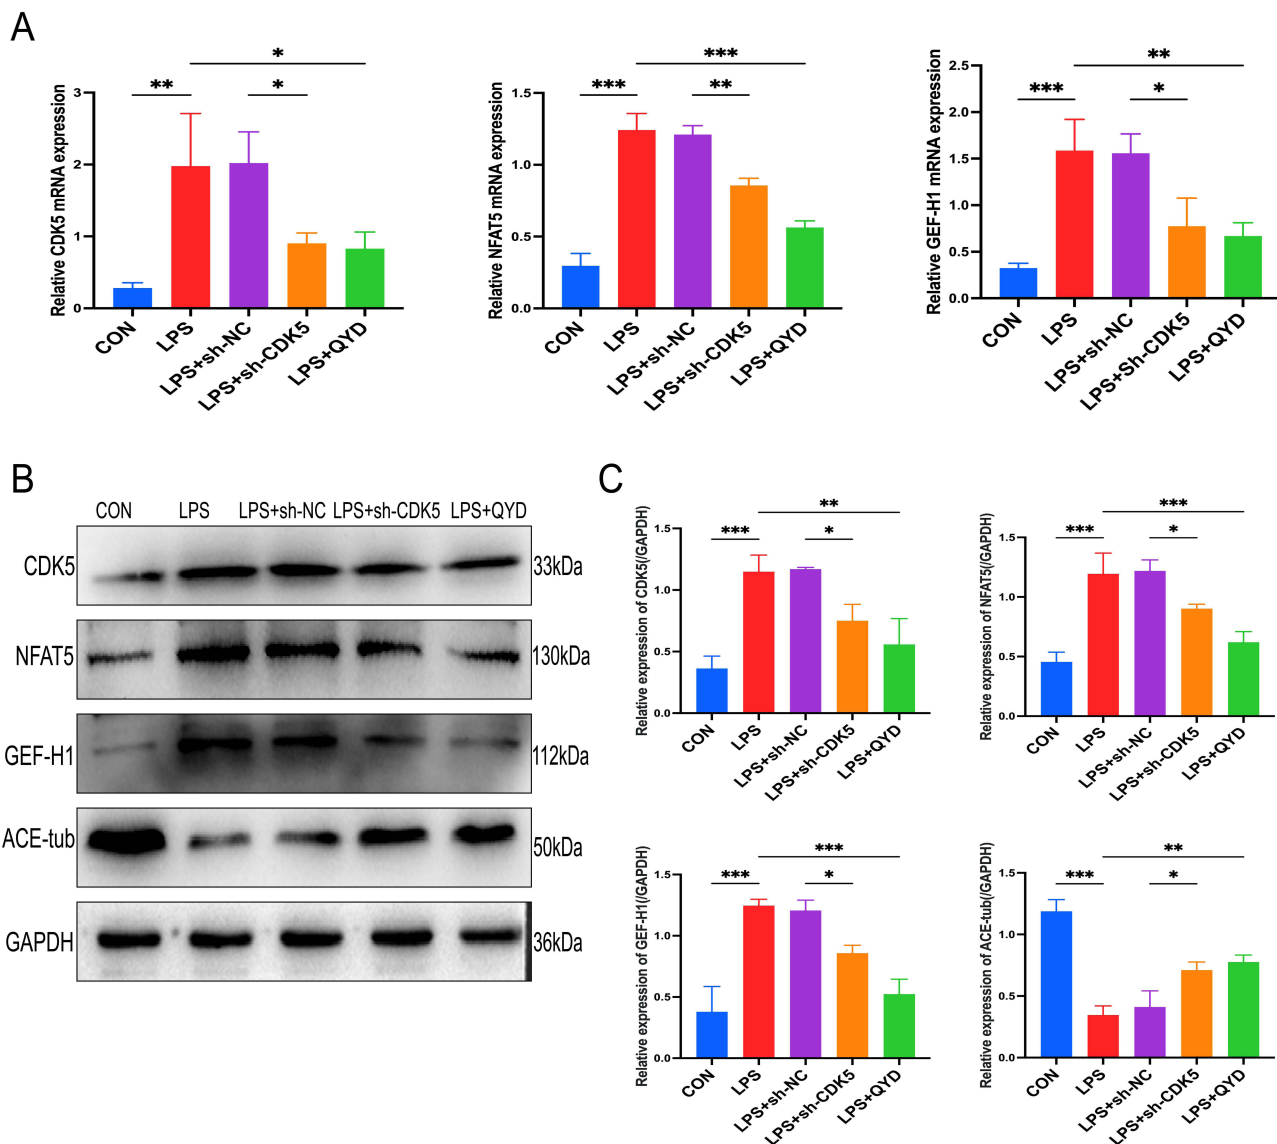 A
Relative CDK5 mRNA expression
3
2
1
0
**
*
*
CON
LPS
LPS+sh-NC
LPS+sh-CDK5
LPS+QYD
Relative NFAT5 mRNA expression
1.5
1.0
0.5
0.0
***
**
***
CON
LPS
LPS+sh-NC
LPS+sh-CDK5
LPS+QYD
Relative GEF-H1 mRNA expression
2.5
2.0
1.5
1.0
0.5
0.0
***
*
**
CON
LPS
LPS+sh-NC
LPS+Sh-CDK5
LPS+QYD
B
CON LPS LPS+sh-NC LPS+sh-CDK5 LPS+QYD
CDK5 33kDa
NFAT5 130kDa
GEF-H1 112kDa
ACE-tub 50kDa
GAPDH 36kDa
C
Relative expression of CDK5(/GAPDH)
1.5
1.0
0.5
0.0
***
*
**
CON
LPS
LPS+sh-NC
LPS+sh-CDK5
LPS+QYD
Relative expression of NFAT5(/GAPDH)
1.5
1.0
0.5
0.0
***
*
***
CON
LPS
LPS+sh-NC
LPS+sh-CDK5
LPS+QYD
Relative expression of GEF-H1(/GAPDH)
1.5
1.0
0.5
0.0
***
*
***
CON
LPS
LPS+sh-NC
LPS+sh-CDK5
LPS+QYD
Relative expression of ACE-tub(/GAPDH)
1.5
1.0
0.5
0.0
***
*
**
CON
LPS
LPS+sh-NC
LPS+sh-CDK5
LPS+QYD